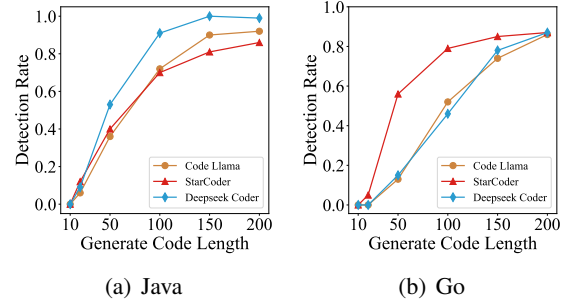 Detection Rate
1.0
0.8
0.6
0.4
0.2
0.0
Code Llama
StarCoder
Deepseek Coder
10 50 100 150 200
Generate Code Length
(a) Java
Detection Rate
1.0
0.8
0.6
0.4
0.2
0.0
Code Llama
StarCoder
Deepseek Coder
10 50 100 150 200
Generate Code Length
(b) Go